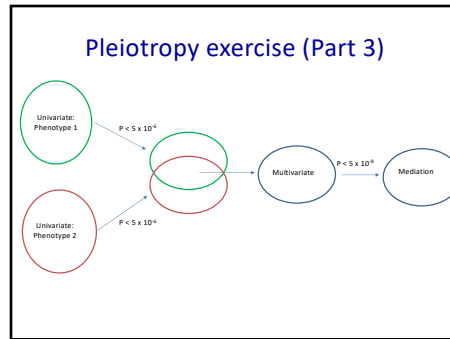 Pleiotropy exercise (Part 3)
Univariate:
Phenotype 1
P < 5 x 10⁻⁶
Multivariate
P < 5 x 10⁻⁸
Mediation
Univariate:
Phenotype 2
P < 5 x 10⁻⁶